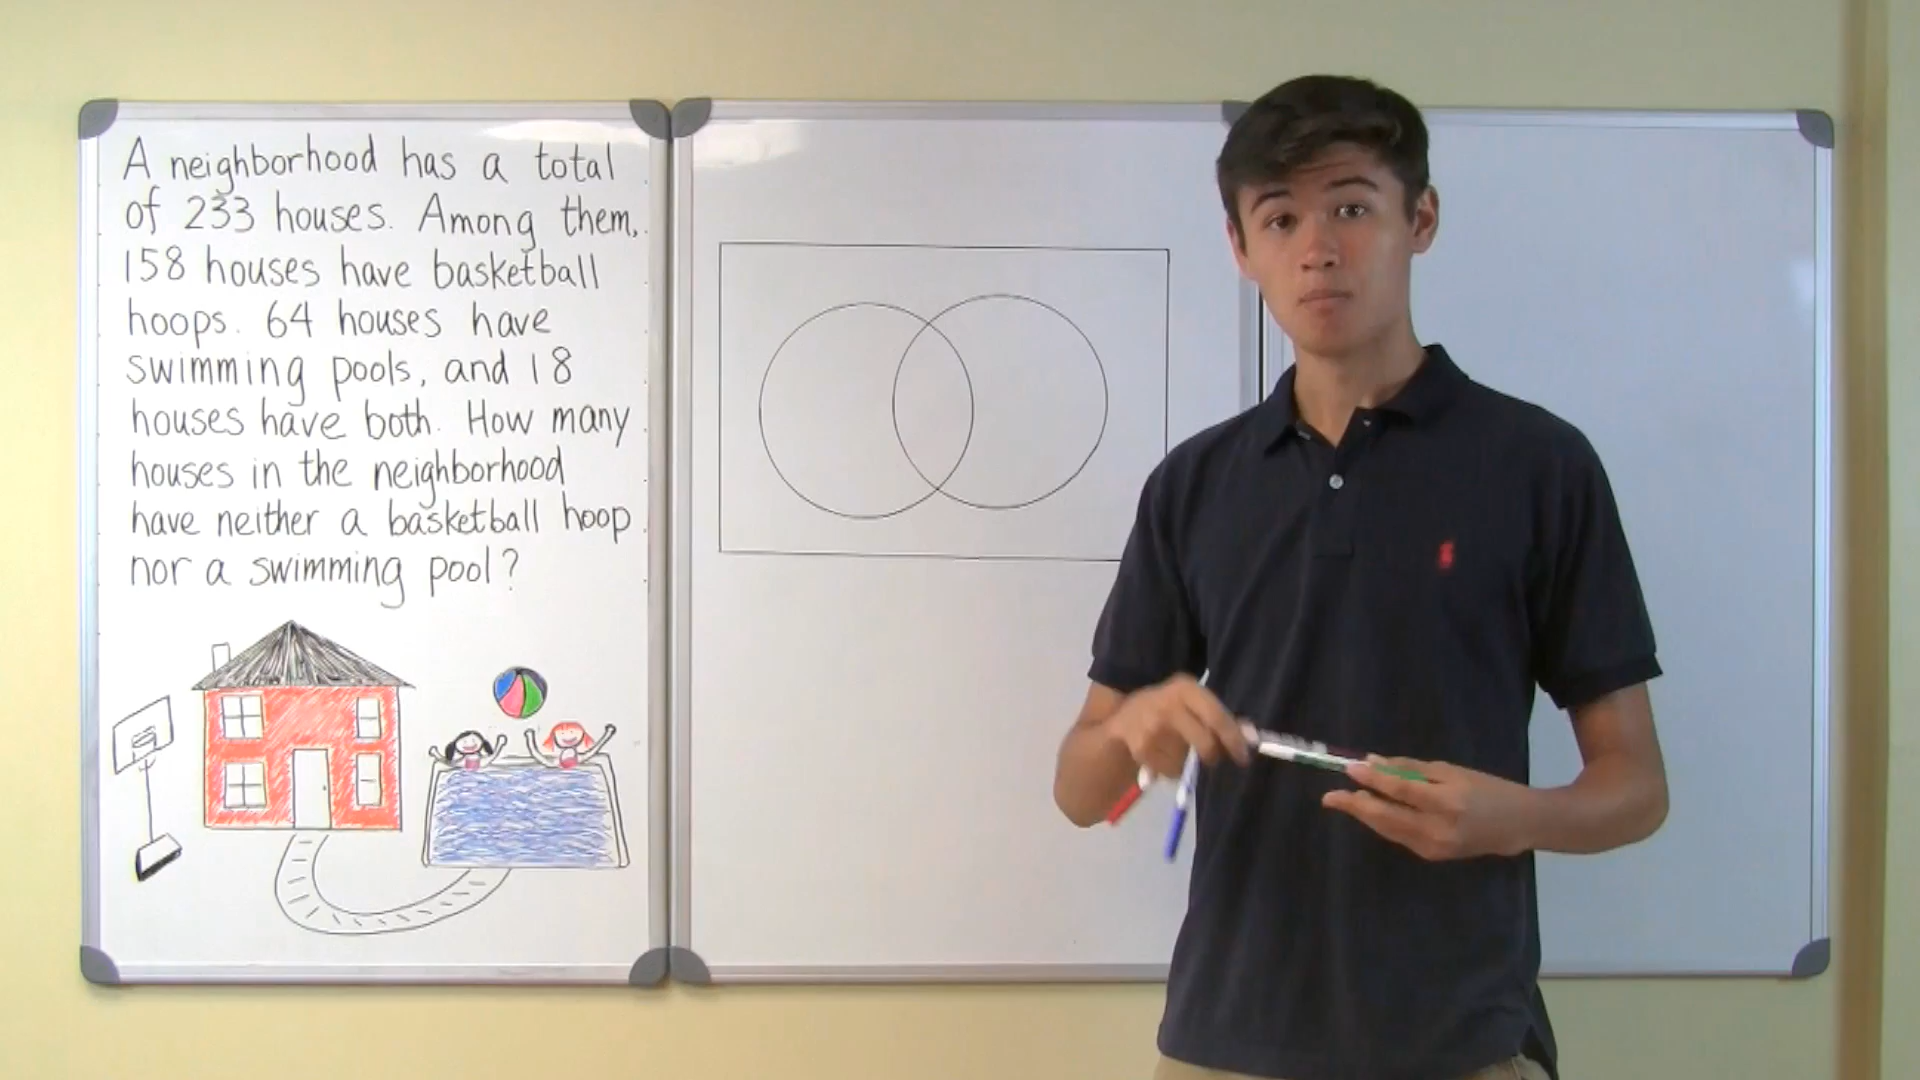 A neighborhood has a total
of 233 houses. Among them,
158 houses have basketball
hoops. 64 houses have
swimming pools, and 18
houses have both. How many
houses in the neighborhood
have neither a basketball hoop
nor a swimming pool?